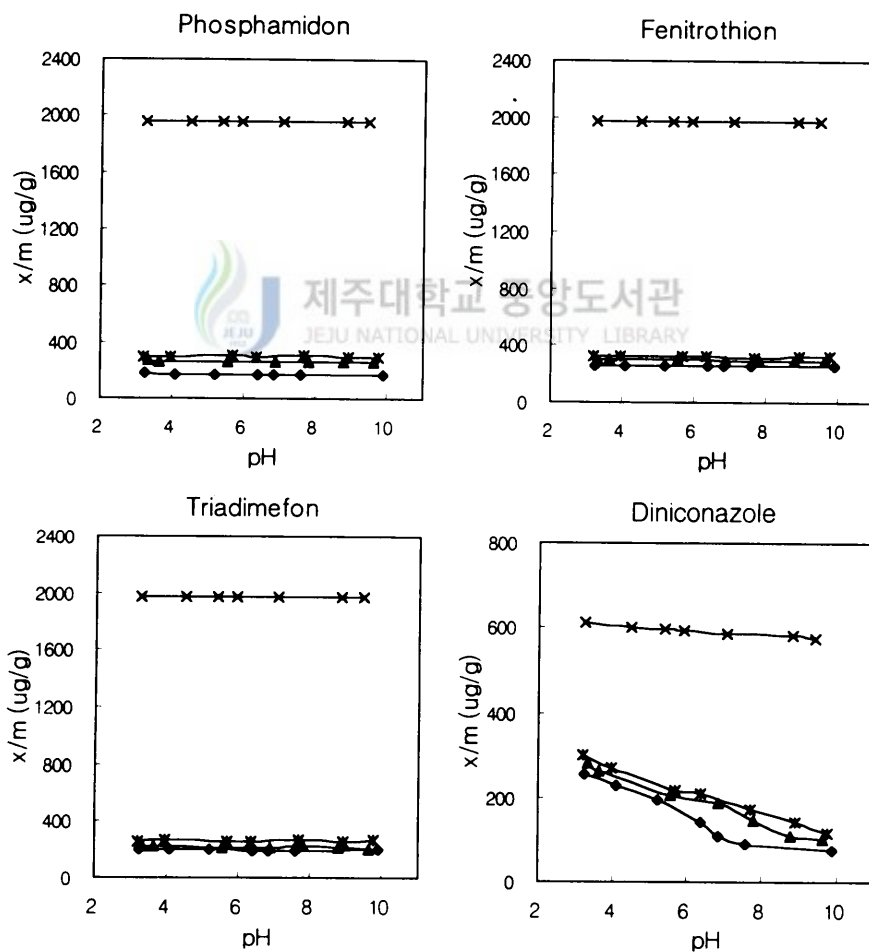 Phosphamidon
2400
2000
1600
1200
800
400
0
x/m (ug/g)
2 4 6 8 10
pH
Fenitrothion
2400
2000
1600
1200
800
400
0
x/m (ug/g)
2 4 6 8 10
pH
제주대학교 중앙도서관
JEJU NATIONAL UNIVERSITY LIBRARY
JEJU
1952
Triadimefon
2400
2000
1600
1200
800
400
0
x/m (ug/g)
2 4 6 8 10
pH
Diniconazole
800
600
400
200
0
x/m (ug/g)
2 4 6 8 10
pH